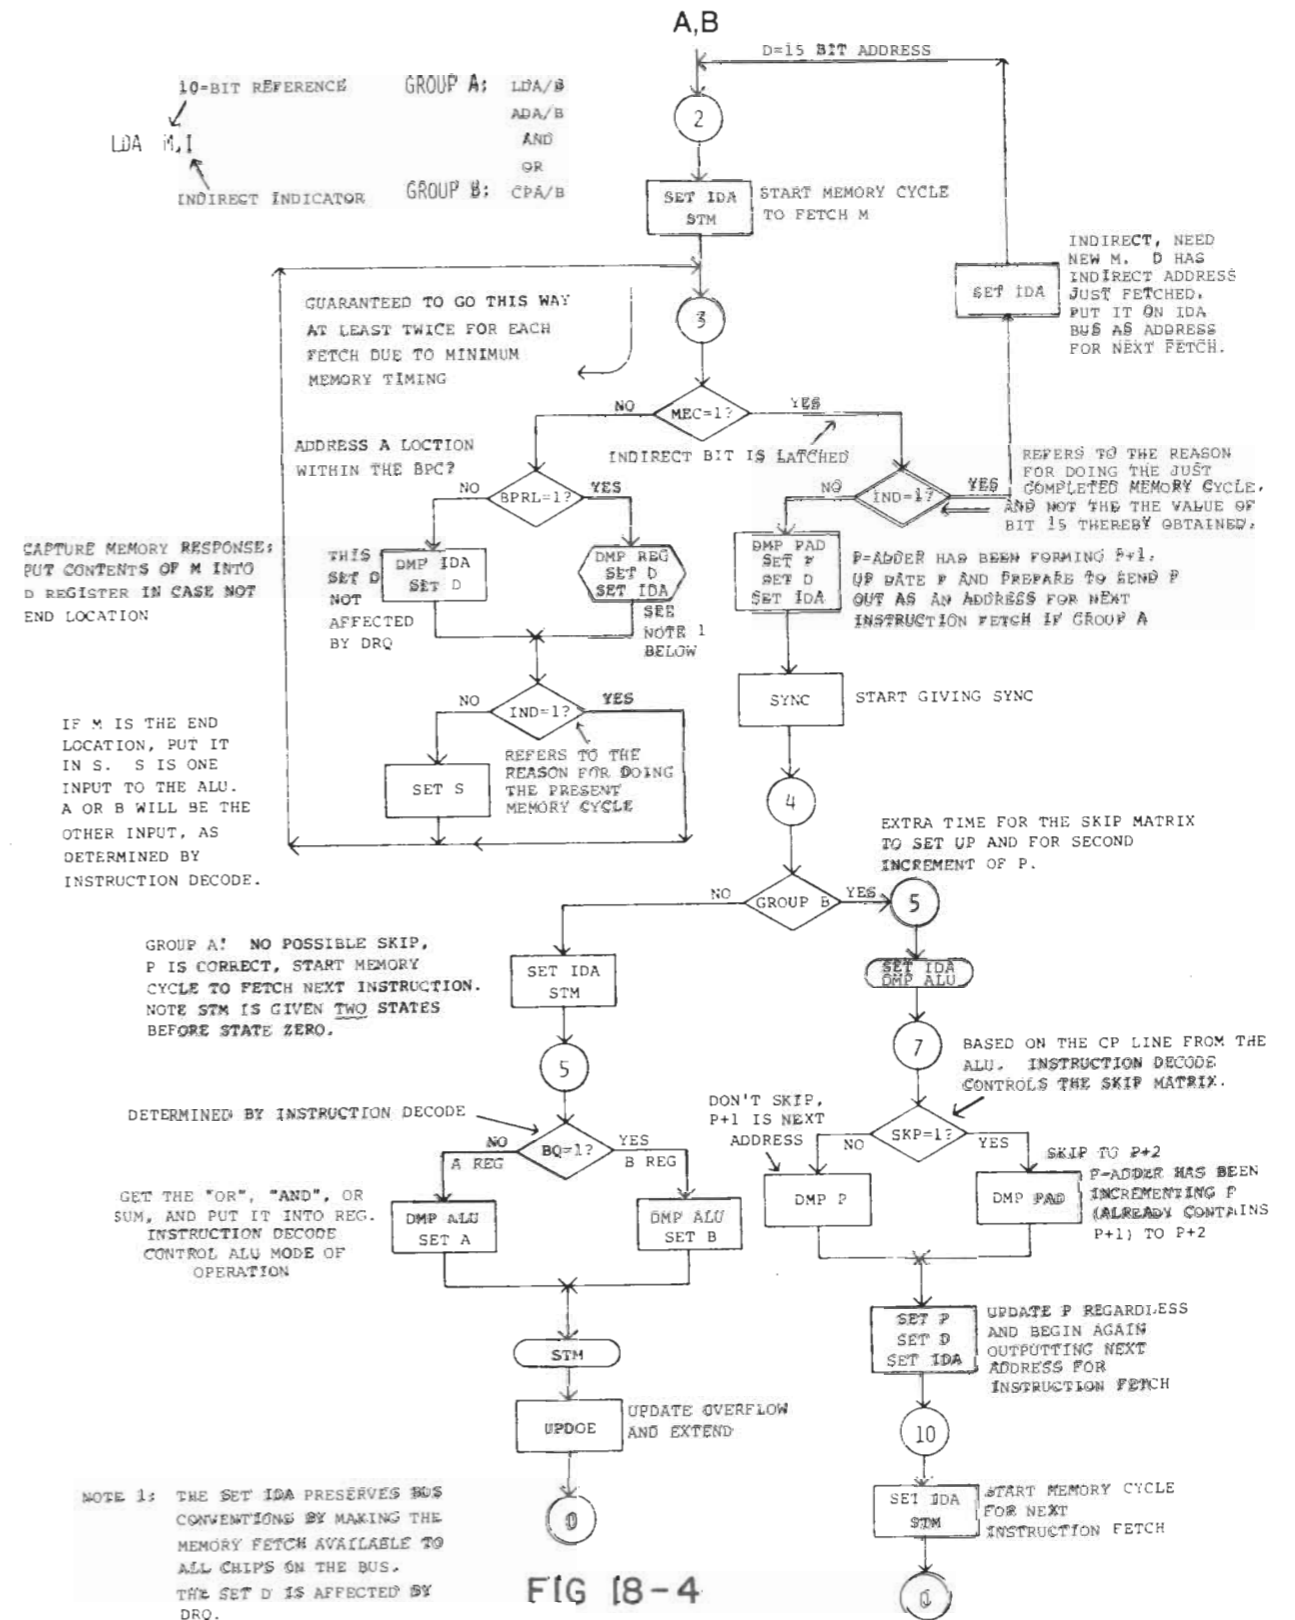 A,B
D=15 BIT ADDRESS
10=BIT REFERENCE
GROUP A: LDA/B
ADA/B
AND
OR
GROUP B: CPA/B
LDA M,I
INDIRECT INDICATOR
2
SET IDA
STM
START MEMORY CYCLE
TO FETCH M
INDIRECT, NEED
NEW M. D HAS
INDIRECT ADDRESS
JUST FETCHED.
PUT IT ON IDA
BUS AS ADDRESS
FOR NEXT FETCH.
SET IDA
GUARANTEED TO GO THIS WAY
AT LEAST TWICE FOR EACH
FETCH DUE TO MINIMUM
MEMORY TIMING
3
NO
MEC=1?
YES
INDIRECT BIT IS LATCHED
ADDRESS A LOCTION
WITHIN THE BPC?
NO
BPRL=1?
YES
NO
IND=1?
YES
REFERS TO THE REASON
FOR DOING THE JUST
COMPLETED MEMORY CYCLE,
AND NOT THE THE VALUE OF
BIT 15 THEREBY OBTAINED.
CAPTURE MEMORY RESPONSE;
PUT CONTENTS OF M INTO
D REGISTER IN CASE NOT
END LOCATION
THIS
SET D
NOT
AFFECTED
BY DRQ
DMP IDA
SET D
DMP REG
SET D
SET IDA
SEE
NOTE 1
BELOW
DMP PAD
SET P
SET D
SET IDA
P=ADDER HAS BEEN FORMING P+1.
UP DATE P AND PREPARE TO SEND P
OUT AS AN ADDRESS FOR NEXT
INSTRUCTION FETCH IF GROUP A
SYNC
START GIVING SYNC
NO
IND=1?
YES
REFERS TO THE
REASON FOR DOING
THE PRESENT
MEMORY CYCLE
SET S
IF M IS THE END
LOCATION, PUT IT
IN S. S IS ONE
INPUT TO THE ALU.
A OR B WILL BE THE
OTHER INPUT, AS
DETERMINED BY
INSTRUCTION DECODE.
4
EXTRA TIME FOR THE SKIP MATRIX
TO SET UP AND FOR SECOND
INCREMENT OF P.
NO
GROUP B
YES
5
GROUP A! NO POSSIBLE SKIP,
P IS CORRECT, START MEMORY
CYCLE TO FETCH NEXT INSTRUCTION.
NOTE STM IS GIVEN TWO STATES
BEFORE STATE ZERO.
SET IDA
STM
SET IDA
DMP ALU
5
7
BASED ON THE CP LINE FROM THE
ALU. INSTRUCTION DECODE
CONTROLS THE SKIP MATRIX.
DETERMINED BY INSTRUCTION DECODE
NO
A REG
BQ=1?
YES
B REG
DON'T SKIP,
P+1 IS NEXT
ADDRESS
NO
SKP=1?
YES
SKIP TO P+2
P=ADDER HAS BEEN
INCREMENTING P
(ALREADY CONTAINS
P+1) TO P+2
DMP P
DMP PAD
GET THE "OR", "AND", OR
SUM, AND PUT IT INTO REG.
INSTRUCTION DECODE
CONTROL ALU MODE OF
OPERATION
DMP ALU
SET A
DMP ALU
SET B
STM
SET P
SET D
SET IDA
UPDATE P REGARDLESS
AND BEGIN AGAIN
OUTPUTTING NEXT
ADDRESS FOR
INSTRUCTION FETCH
UPDOE
UPDATE OVERFLOW
AND EXTEND
10
0
SET IDA
STM
START MEMORY CYCLE
FOR NEXT
INSTRUCTION FETCH
0
NOTE 1: THE SET IDA PRESERVES BUS
CONVENTIONS BY MAKING THE
MEMORY FETCH AVAILABLE TO
ALL CHIPS ON THE BUS.
THE SET D IS AFFECTED BY
DRQ.
FIG 18-4